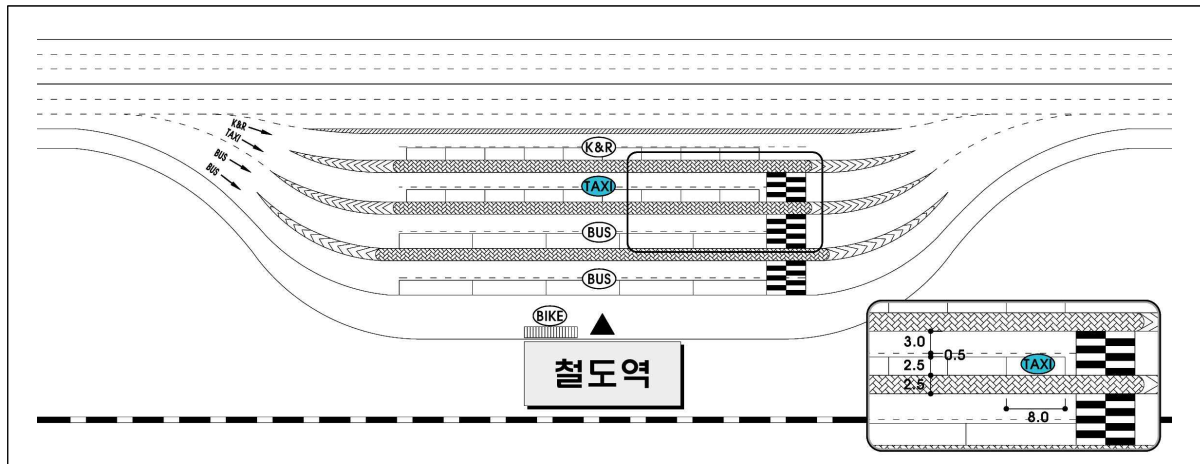 K&R
TAXI
BUS
BUS
K&R
TAXI
BUS
BUS
BIKE
철도역
3.0
0.5
2.5
TAXI
2.5
8.0